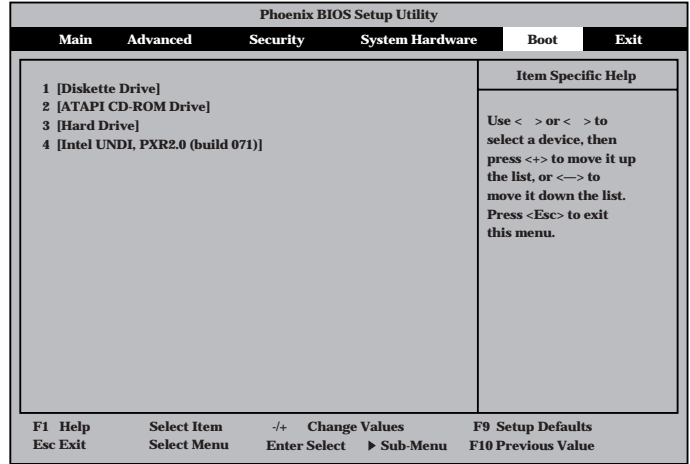 Phoenix BIOS Setup Utility
Main Advanced Security System Hardware Boot Exit
1 [Diskette Drive]
2 [ATAPI CD-ROM Drive]
3 [Hard Drive]
4 [Intel UNDI, PXR2.0 (build 071)]
Item Specific Help
Use < > or < > to
select a device, then
press <+> to move it up
the list, or <—> to
move it down the list.
Press <Esc> to exit
this menu.
F1 Help Select Item -/+ Change Values F9 Setup Defaults
Esc Exit Select Menu Enter Select ▶ Sub-Menu F10 Previous Value